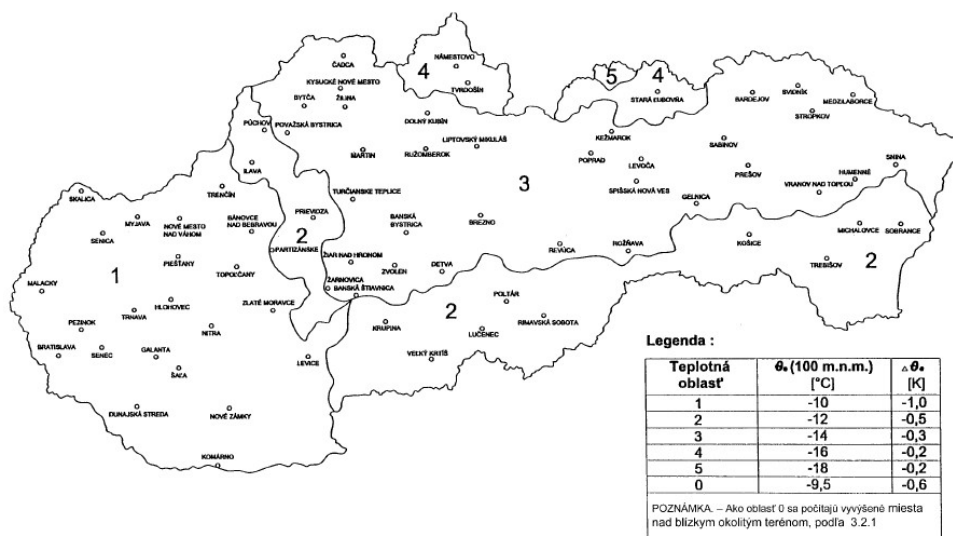 ČADCA
4
NÁMESTOVO
TVRDOŠÍN
5
4
STARÁ ĽUBOVŇA
KYSUCKÉ NOVÉ MESTO
BYTČA
ŽILINA
BARDEJOV
SVIDNÍK
MEDZILABORCE
STROPKOV
PÚCHOV
POVAŽSKÁ BYSTRICA
DOLNÝ KUBÍN
LIPTOVSKÝ MIKULÁŠ
KEŽMAROK
SABINOV
MARTIN
RUŽOMBEROK
POPRAD
LEVOČA
PREŠOV
SNINA
HUMENNÉ
ILAVA
3
SPIŠSKÁ NOVÁ VES
VRANOV NAD TOPĽOU
SKALICA
TRENČÍN
TURČIANSKE TEPLICE
GELNICA
MYJAVA
NOVÉ MESTO
NAD VÁHOM
BÁNOVCE
NAD BEBRAVOU
PRIEVIDZA
BANSKÁ
BYSTRICA
BREZNO
MICHALOVCE
SOBRANCE
SENICA
2
KOŠICE
PARTIZÁNSKE
REVÚCA
ROŽŇAVA
PIEŠŤANY
TOPOĽČANY
ŽIAR NAD HRONOM
ZVOLEN
DETVA
TREBIŠOV
2
1
MALACKY
ŽARNOVICA
BANSKÁ ŠTIAVNICA
HLOHOVEC
ZLATÉ MORAVCE
POLTÁR
TRNAVA
2
RIMAVSKÁ SOBOTA
PEZINOK
NITRA
KRUPINA
LUČENEC
BRATISLAVA
SENEC
GALANTA
LEVICE
VEĽKÝ KRTÍŠ
ŠAĽA
DUNAJSKÁ STREDA
NOVÉ ZÁMKY
KOMÁRNO
Legenda :
Teplotná oblasť θₑ (100 m.n.m.) [°C] △ θₑ [K]
1 -10 -1,0
2 -12 -0,5
3 -14 -0,3
4 -16 -0,2
5 -18 -0,2
0 -9,5 -0,6
POZNÁMKA. – Ako oblasť 0 sa počítajú vyvýšené miesta
nad blízkym okolitým terénom, podľa 3.2.1